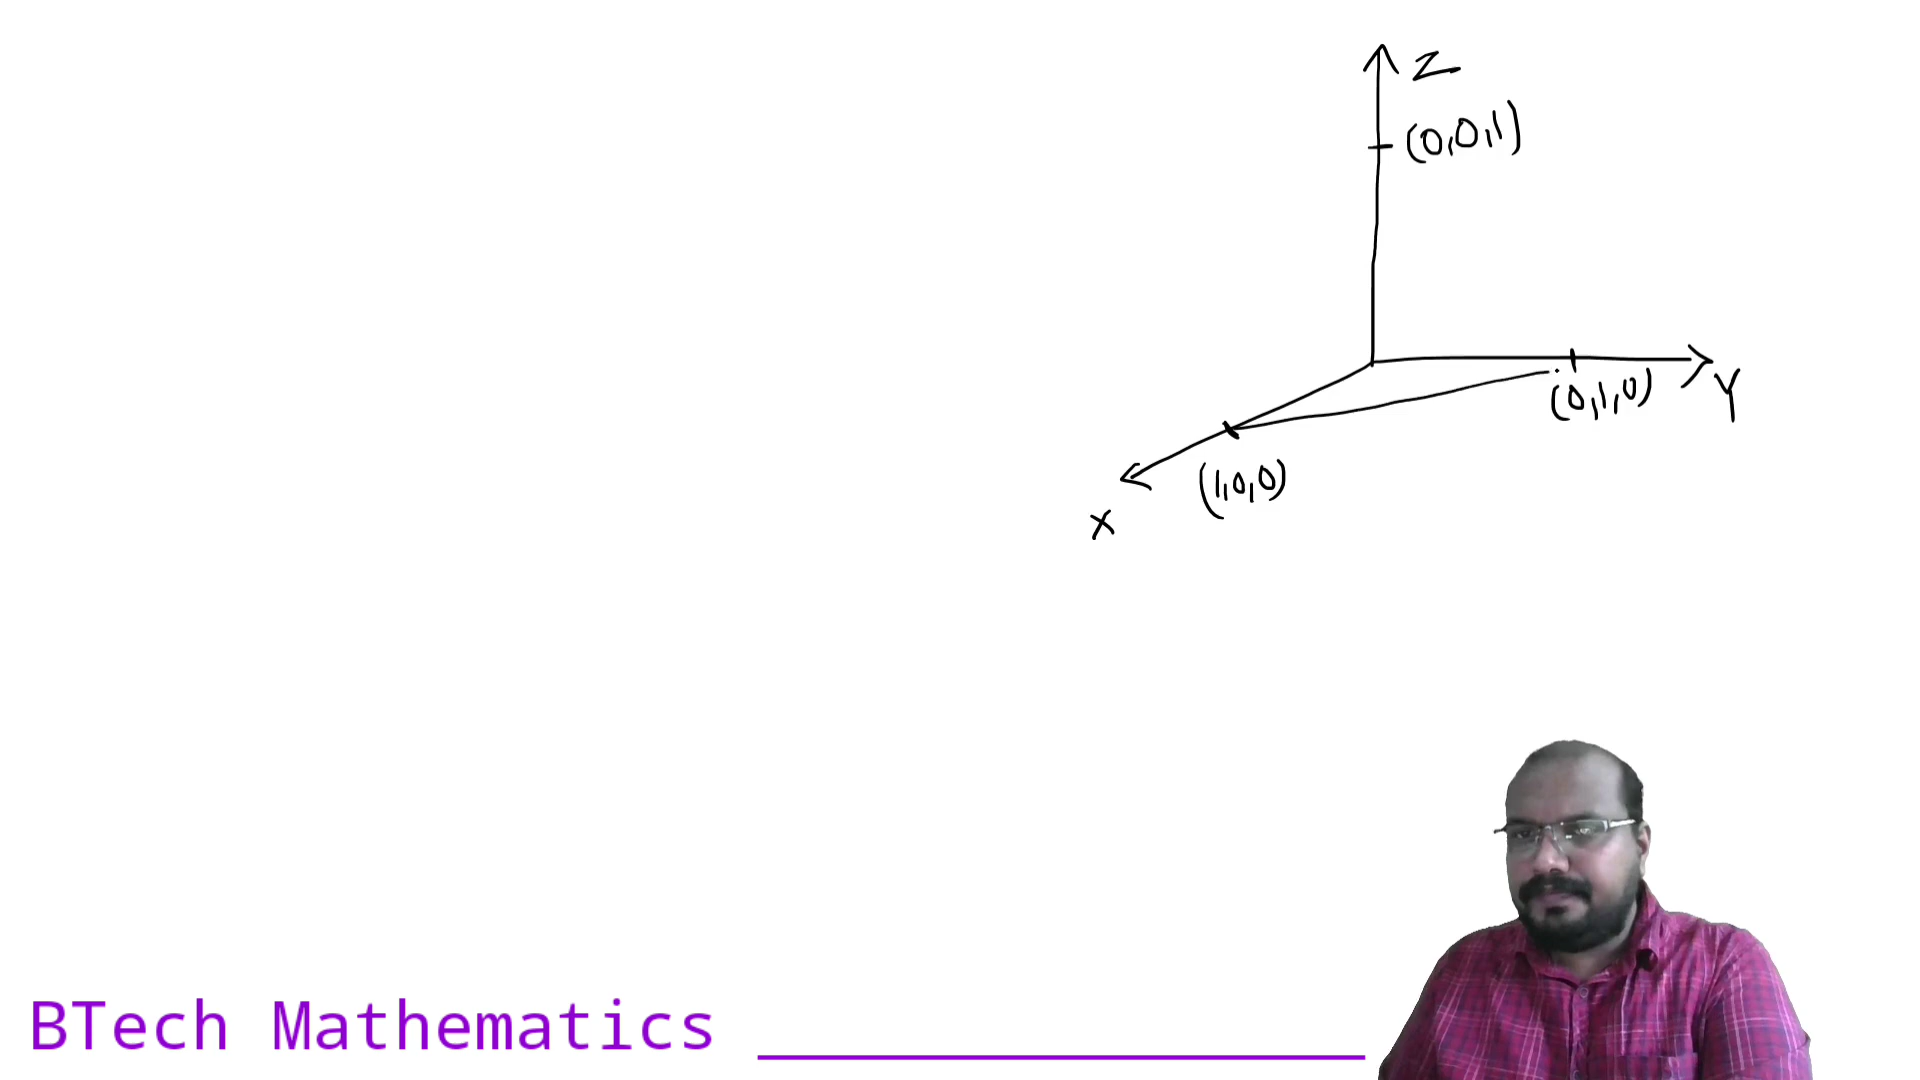 Z
(0,0,1)
(0,1,0)
Y
(1,0,0)
X
BTech Mathematics